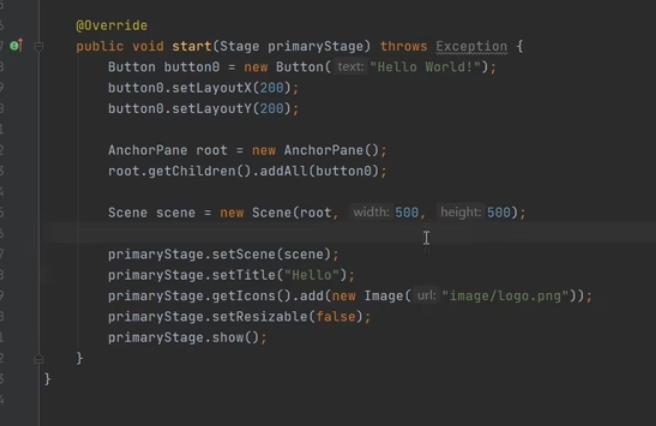 @Override
public void start(Stage primaryStage) throws Exception {
Button button0 = new Button( text: "Hello World!");
button0.setLayoutX(200);
button0.setLayoutY(200);
AnchorPane root = new AnchorPane();
root.getChildren().addAll(button0);
Scene scene = new Scene(root, width: 500, height: 500);
primaryStage.setScene(scene);
primaryStage.setTitle("Hello");
primaryStage.getIcons().add(new Image( url: "image/logo.png"));
primaryStage.setResizable(false);
primaryStage.show();
}
}